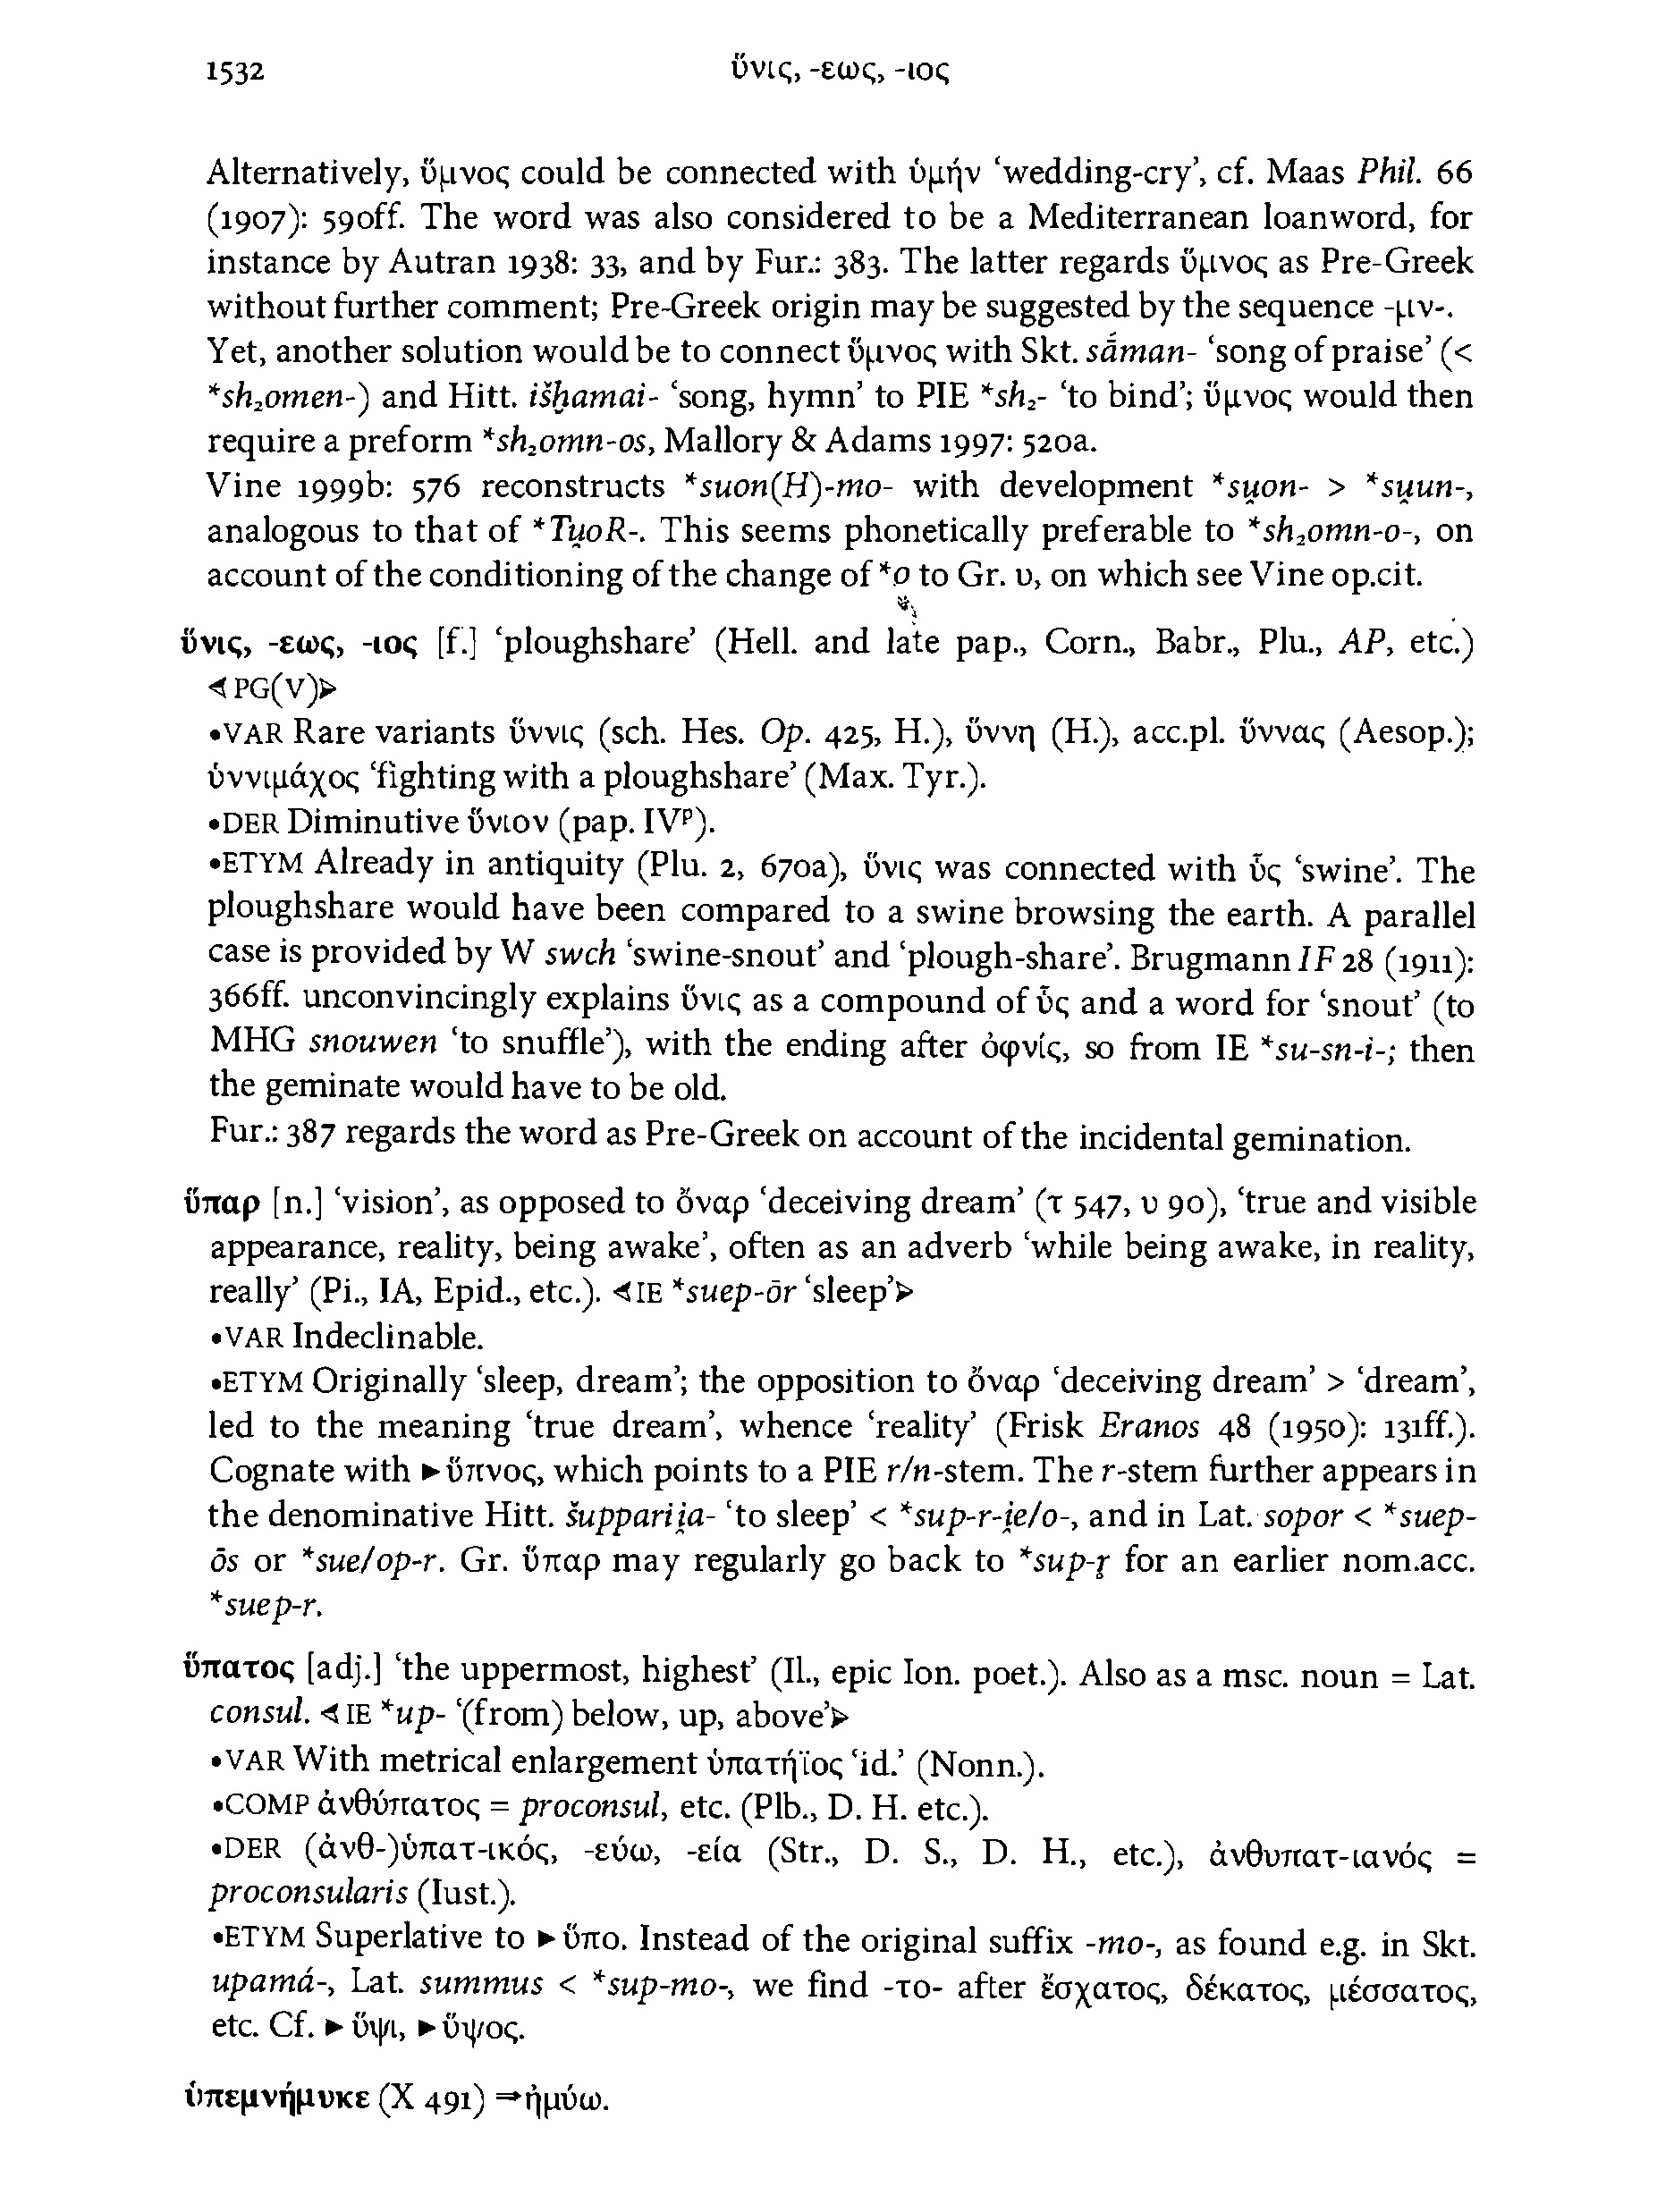 1532
ὕνις, -εως, -ιος
Alternatively, ὕμνος could be connected with ὑμήν ‘wedding-cry’, cf. Maas Phil. 66
(1907): 590ff. The word was also considered to be a Mediterranean loanword, for
instance by Autran 1938: 33, and by Fur.: 383. The latter regards ὕμνος as Pre-Greek
without further comment; Pre-Greek origin may be suggested by the sequence -μν-.
Yet, another solution would be to connect ὕμνος with Skt. sā́man- ‘song of praise’ (<
*sh₂omen-) and Hitt. išḫamai- ‘song, hymn’ to PIE *sh₂- ‘to bind’; ὕμνος would then
require a preform *sh₂omn-os, Mallory & Adams 1997: 520a.
Vine 1999b: 576 reconstructs *suon(H)-mo- with development *su̯on- > *su̯un-,
analogous to that of *Tu̯oR-. This seems phonetically preferable to *sh₂omn-o-, on
account of the conditioning of the change of *o to Gr. υ, on which see Vine op.cit.
ὕνις, -εως, -ιος [f.] ‘ploughshare’ (Hell. and late pap., Corn., Babr., Plu., AP, etc.)
⊲PG(V)⊳
•VAR Rare variants ὕννις (sch. Hes. Op. 425, H.), ὕννη (H.), acc.pl. ὕννας (Aesop.);
ὑννιμάχος ‘fighting with a ploughshare’ (Max. Tyr.).
•DER Diminutive ὕνιον (pap. IVᵖ).
•ETYM Already in antiquity (Plu. 2, 670a), ὕνις was connected with ὗς ‘swine’. The
ploughshare would have been compared to a swine browsing the earth. A parallel
case is provided by W swch ‘swine-snout’ and ‘plough-share’. Brugmann IF 28 (1911):
366ff. unconvincingly explains ὕνις as a compound of ὗς and a word for ‘snout’ (to
MHG snouwen ‘to snuffle’), with the ending after ὀφνίς, so from IE *su-sn-i-; then
the geminate would have to be old.
Fur.: 387 regards the word as Pre-Greek on account of the incidental gemination.
ὕπαρ [n.] ‘vision’, as opposed to ὄναρ ‘deceiving dream’ (τ 547, υ 90), ‘true and visible
appearance, reality, being awake’, often as an adverb ‘while being awake, in reality,
really’ (Pi., IA, Epid., etc.). ⊲IE *suep-ōr ‘sleep’⊳
•VAR Indeclinable.
•ETYM Originally ‘sleep, dream’; the opposition to ὄναρ ‘deceiving dream’ > ‘dream’,
led to the meaning ‘true dream’, whence ‘reality’ (Frisk Eranos 48 (1950): 131ff.).
Cognate with ►ὕπνος, which points to a PIE r/n-stem. The r-stem further appears in
the denominative Hitt. šuppari̯a- ‘to sleep’ < *sup-r-i̯e/o-, and in Lat. sopor < *suep-
ōs or *sue/op-r. Gr. ὕπαρ may regularly go back to *sup-r̥ for an earlier nom.acc.
*suep-r.
ὕπατος [adj.] ‘the uppermost, highest’ (Il., epic Ion. poet.). Also as a msc. noun = Lat.
consul. ⊲IE *up- ‘(from) below, up, above’⊳
•VAR With metrical enlargement ὑπατήϊος ‘id.’ (Nonn.).
•COMP ἀνθύπατος = proconsul, etc. (Plb., D. H. etc.).
•DER (ἀνθ-)ὑπατ-ικός, -εύω, -εία (Str., D. S., D. H., etc.), ἀνθυπατ-ιανός =
proconsularis (Iust.).
•ETYM Superlative to ►ὕπο. Instead of the original suffix -mo-, as found e.g. in Skt.
upamá-, Lat. summus < *sup-mo-, we find -το- after ἔσχατος, δέκατος, μέσσατος,
etc. Cf. ►ὕψι, ►ὕψος.
ὑπεμνήμυκε (Χ 491) ⇒ἠμύω.